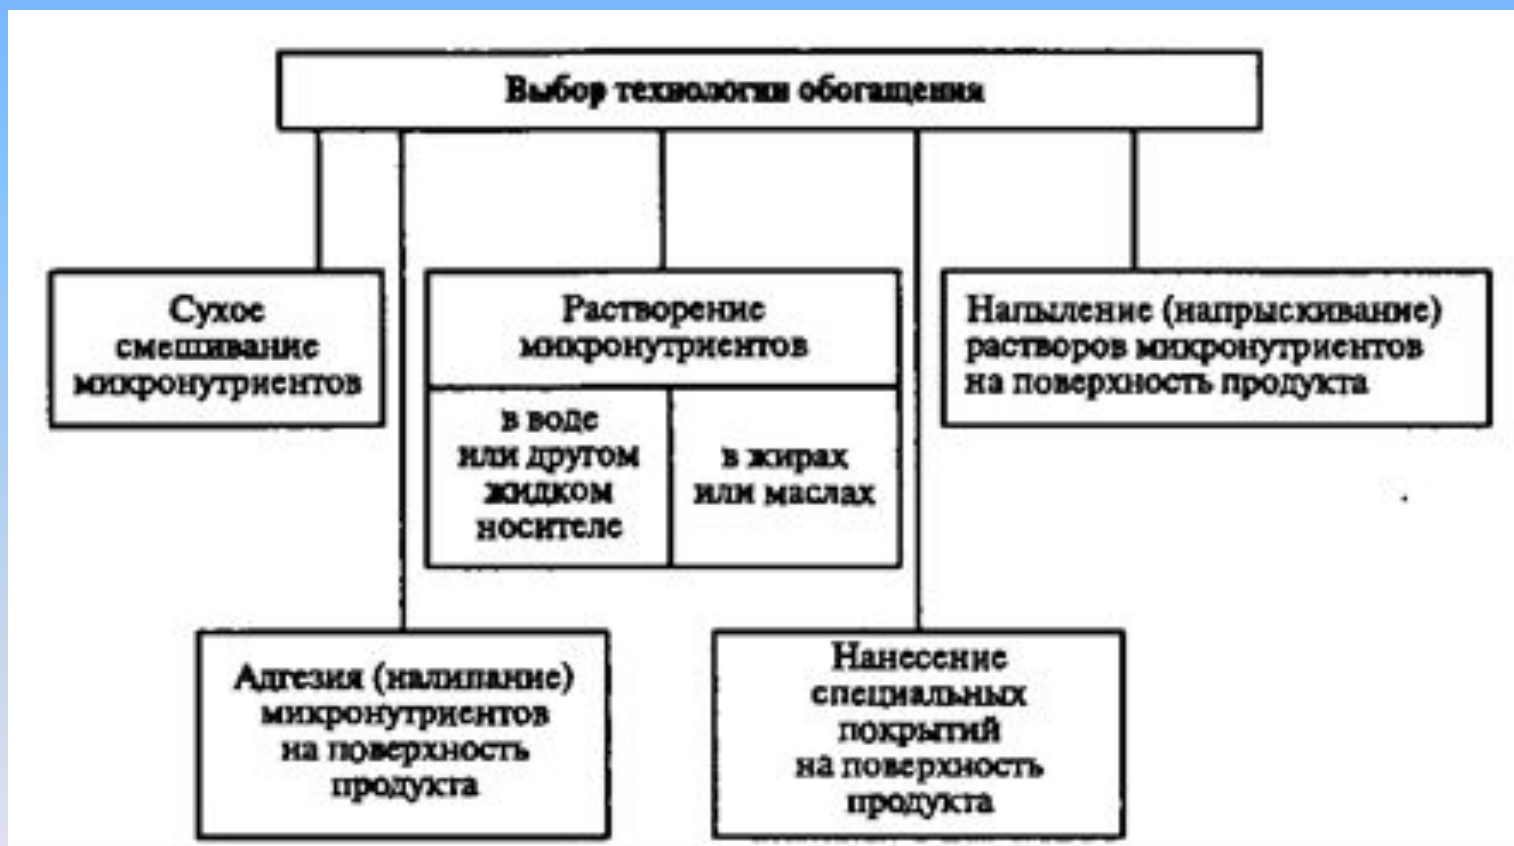 Выбор технологии обогащения
Сухое
смешивание
микронутриентов
Растворение
микронутриентов
в воде
или другом
жидком
носителе
в жирах
или маслах
Напыление (напрыскивание)
растворов микронутриентов
на поверхность продукта
Адгезия (налипание)
микронутриентов
на поверхность
продукта
Нанесение
специальных
покрытий
на поверхность
продукта